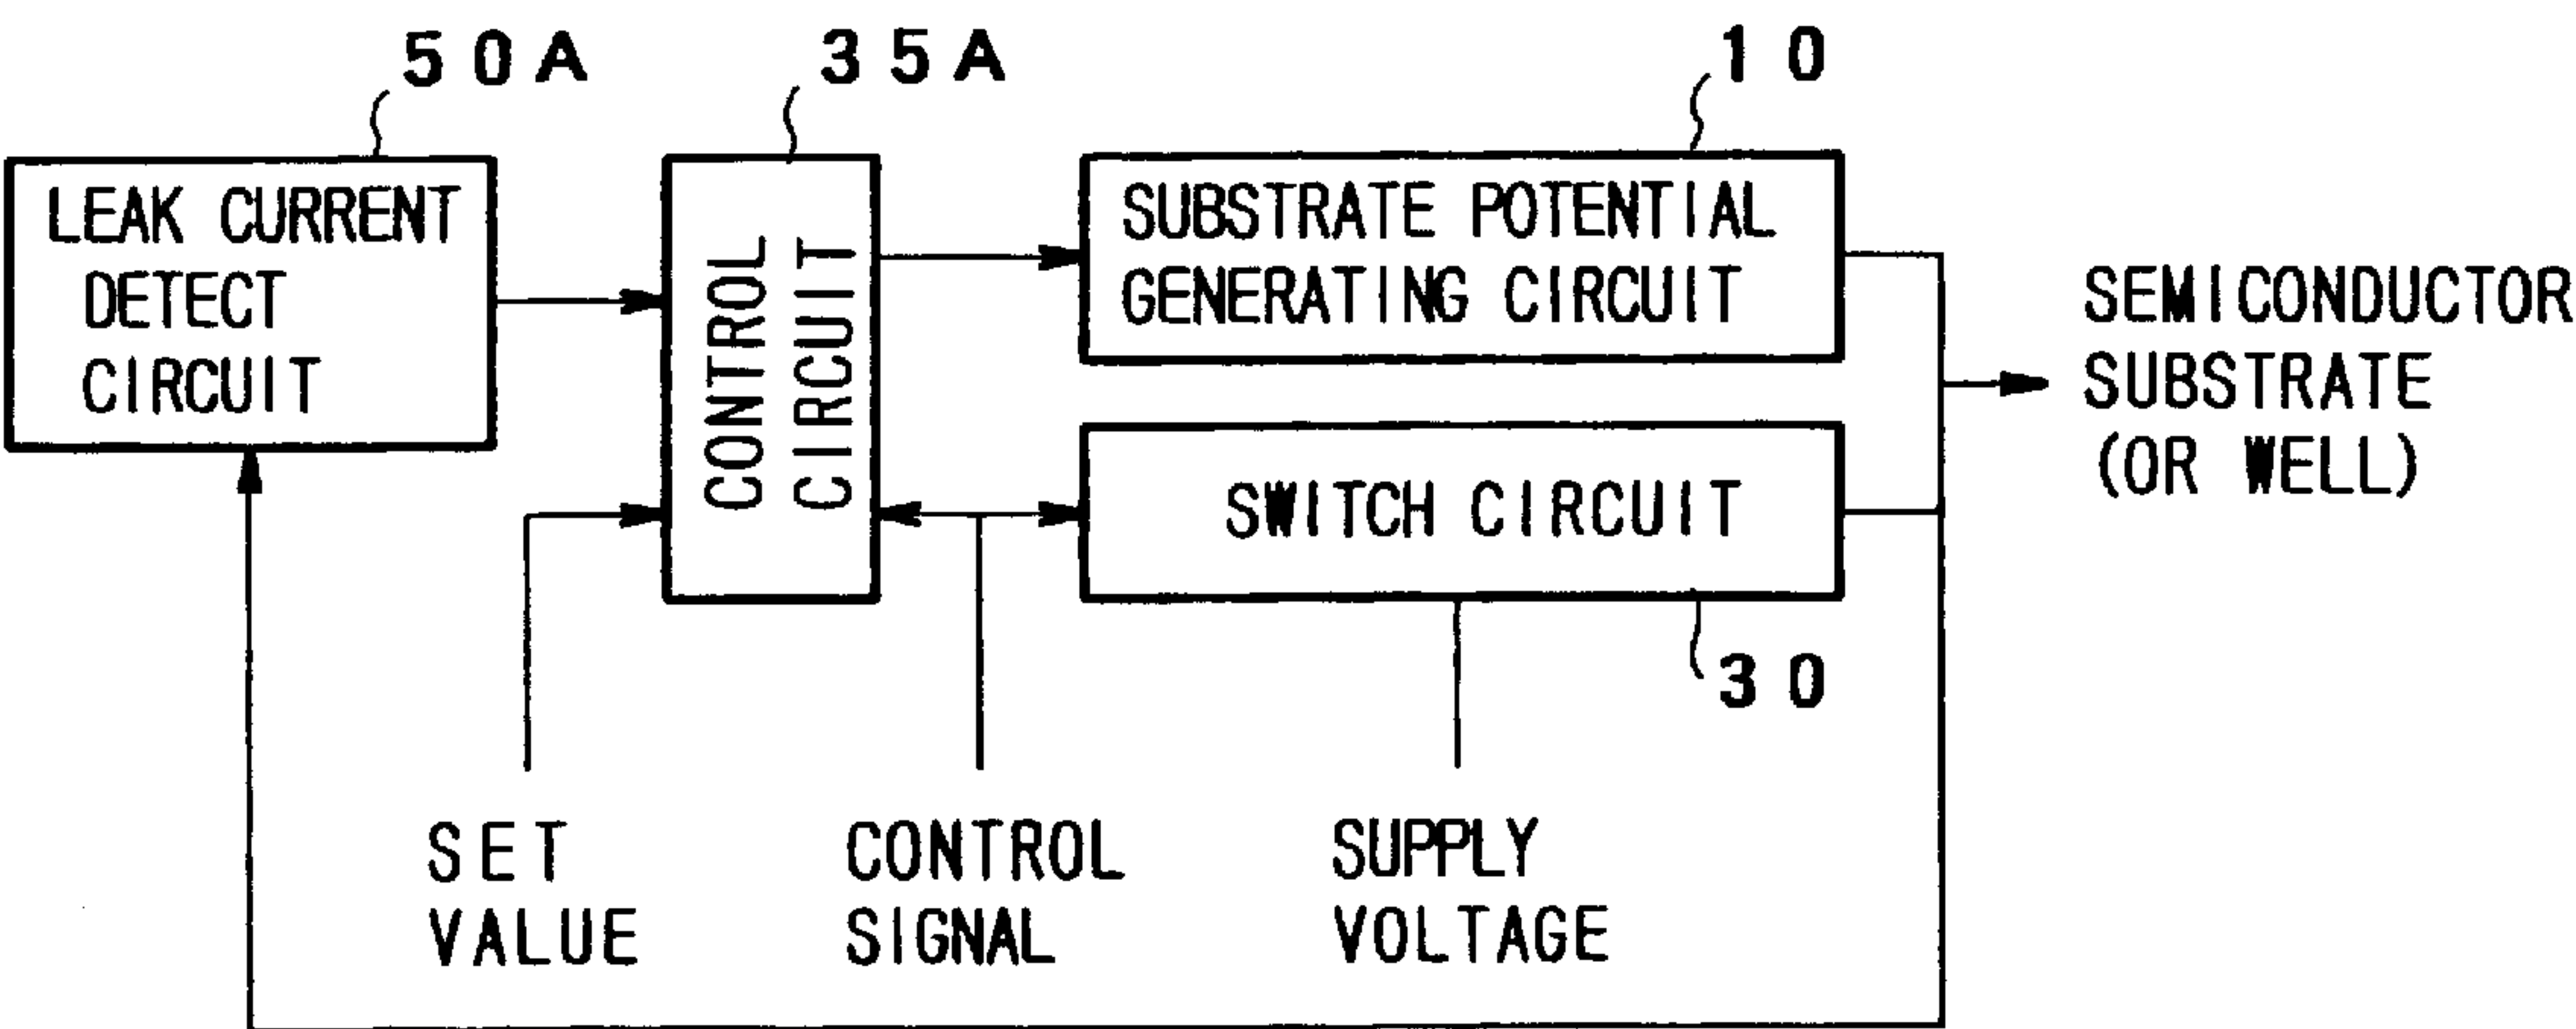 50A
35A
10
LEAK CURRENT
DETECT
CIRCUIT
CONTROL
CIRCUIT
SUBSTRATE POTENTIAL
GENERATING CIRCUIT
SWITCH CIRCUIT
SEMICONDUCTOR
SUBSTRATE
(OR WELL)
30
SET
VALUE
CONTROL
SIGNAL
SUPPLY
VOLTAGE